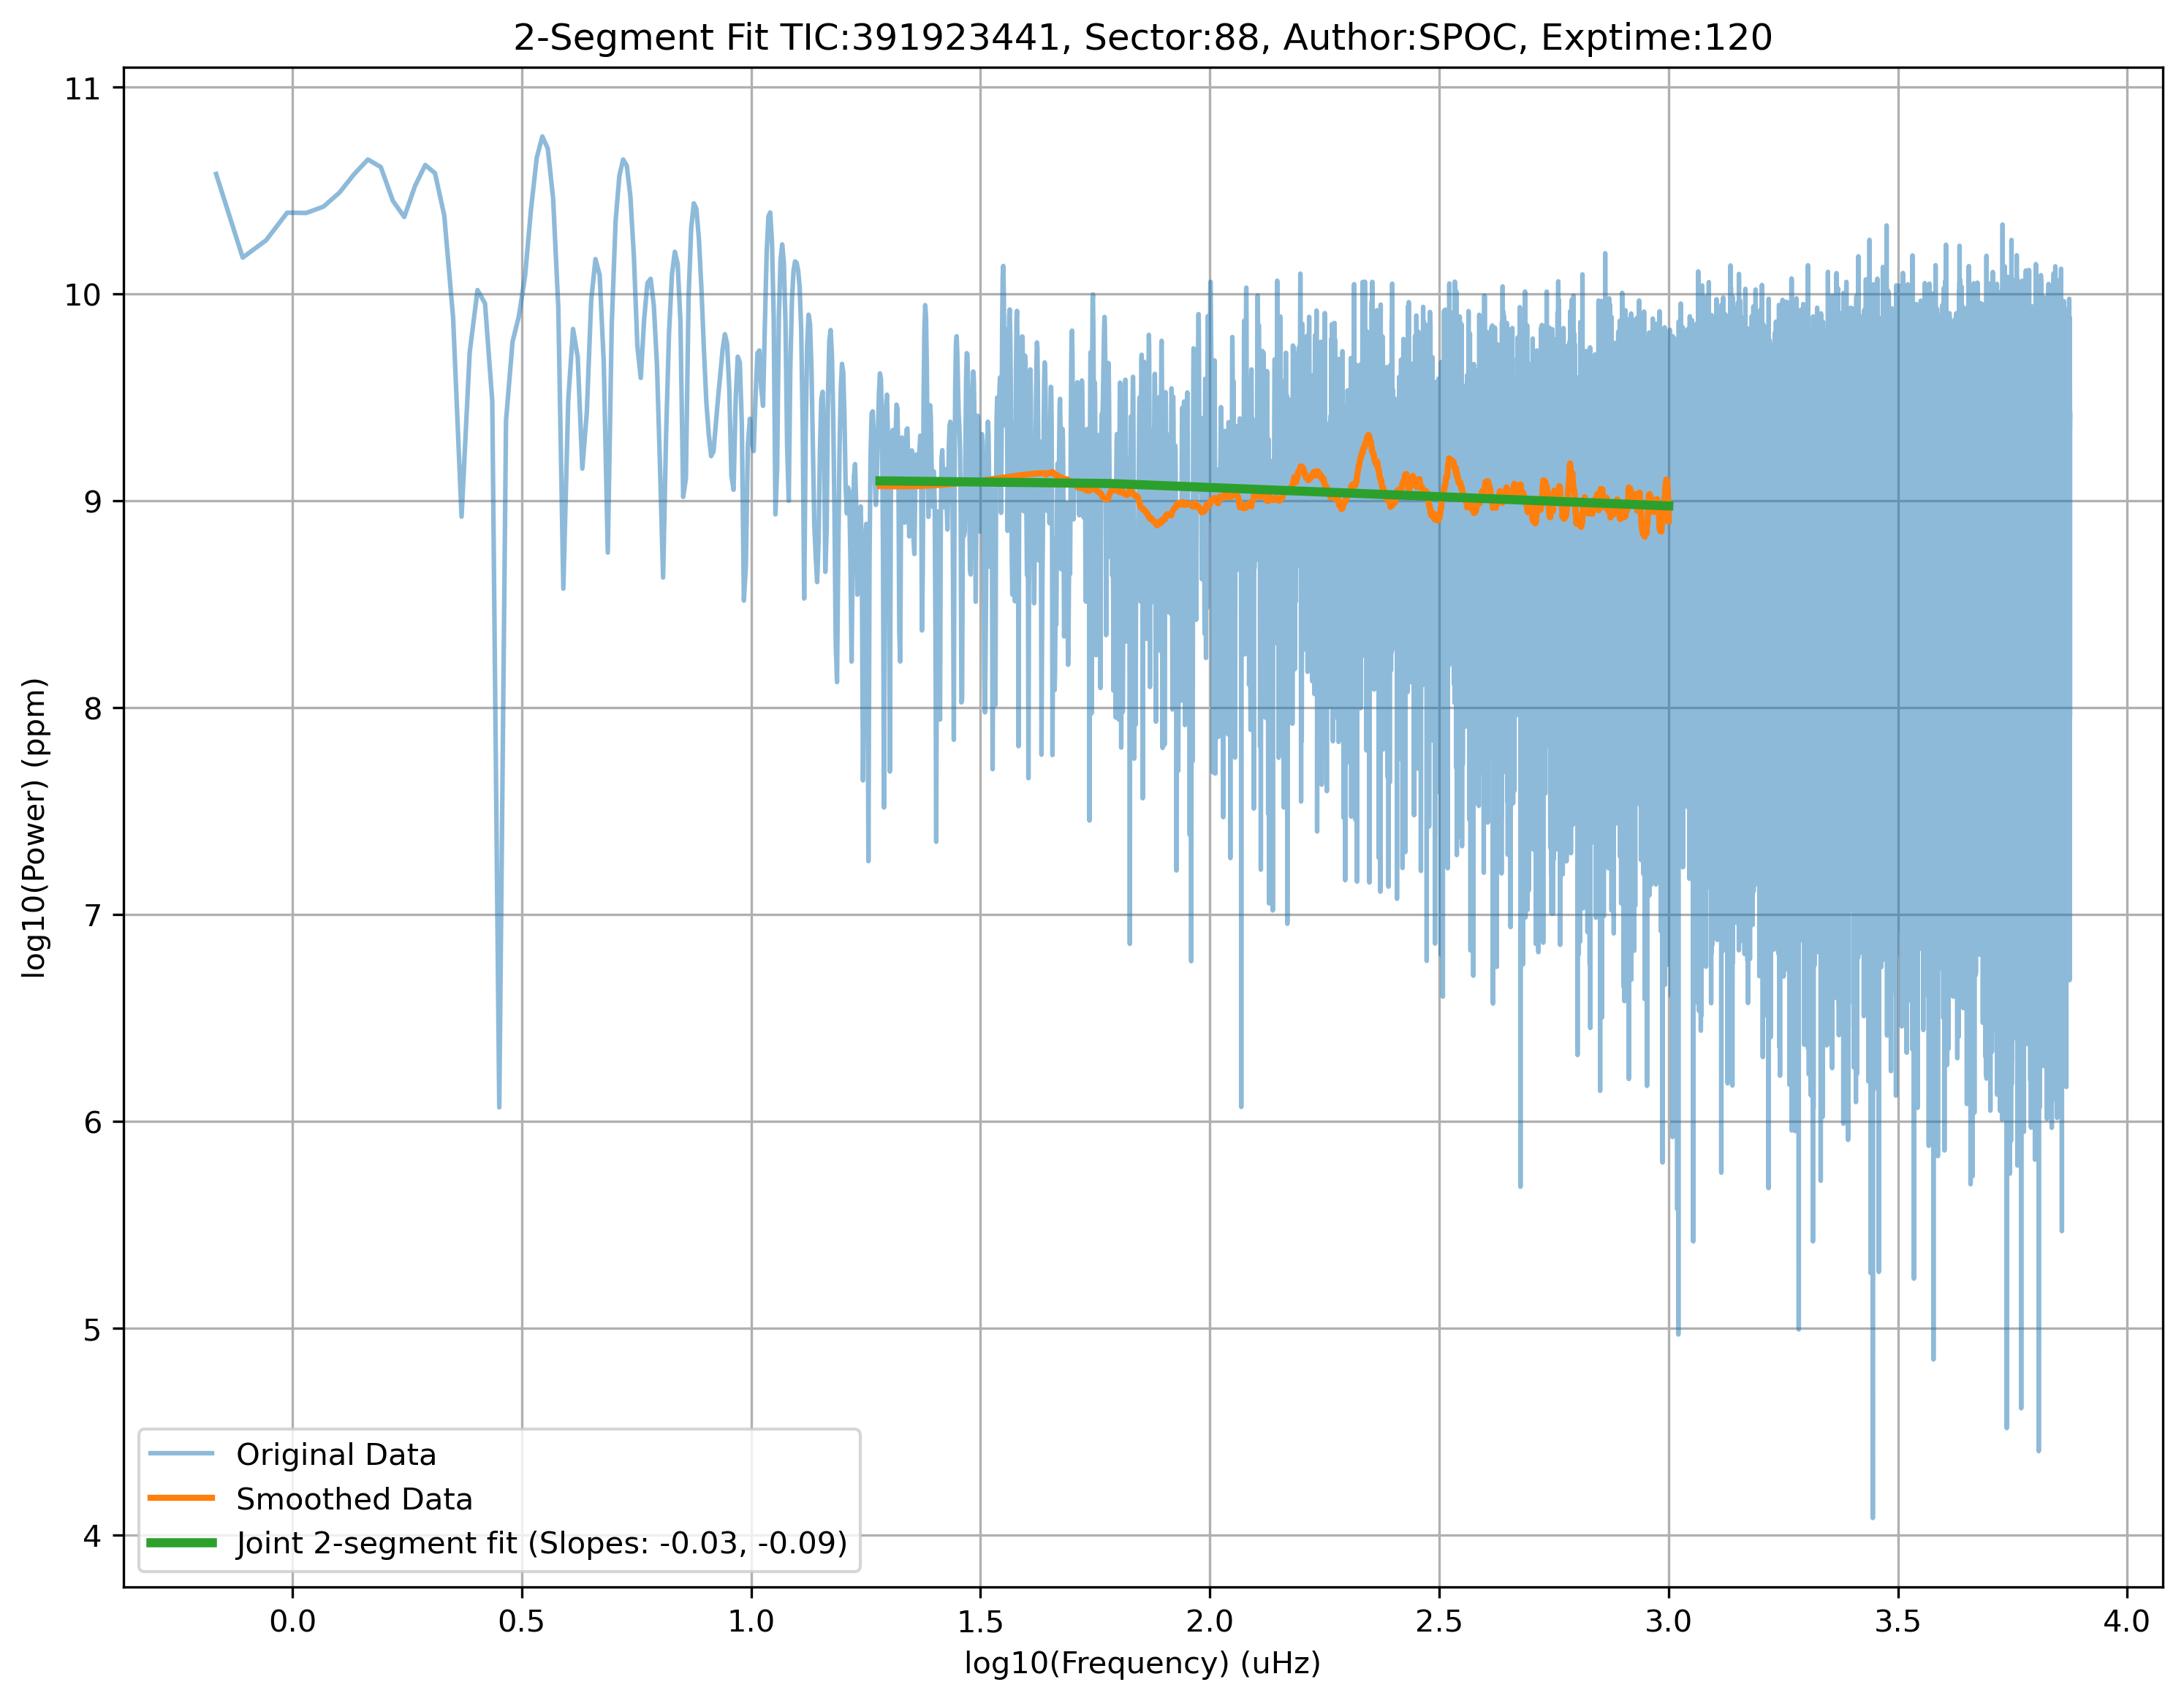 2-Segment Fit TIC:391923441, Sector:88, Author:SPOC, Exptime:120
11
10
9
8
7
6
5
4
log10(Power) (ppm)
Original Data
Smoothed Data
Joint 2-segment fit (Slopes: -0.03, -0.09)
0.0 0.5 1.0 1.5 2.0 2.5 3.0 3.5 4.0
log10(Frequency) (uHz)